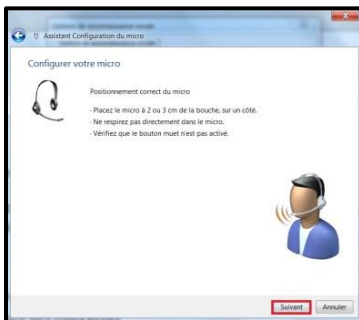 Assistant Configuration du micro
Configurer votre micro
Positionnement correct du micro
- Placez le micro à 2 ou 3 cm de la bouche, sur un côté.
- Ne respirez pas directement dans le micro.
- Vérifiez que le bouton muet n'est pas activé.
Suivant Annuler